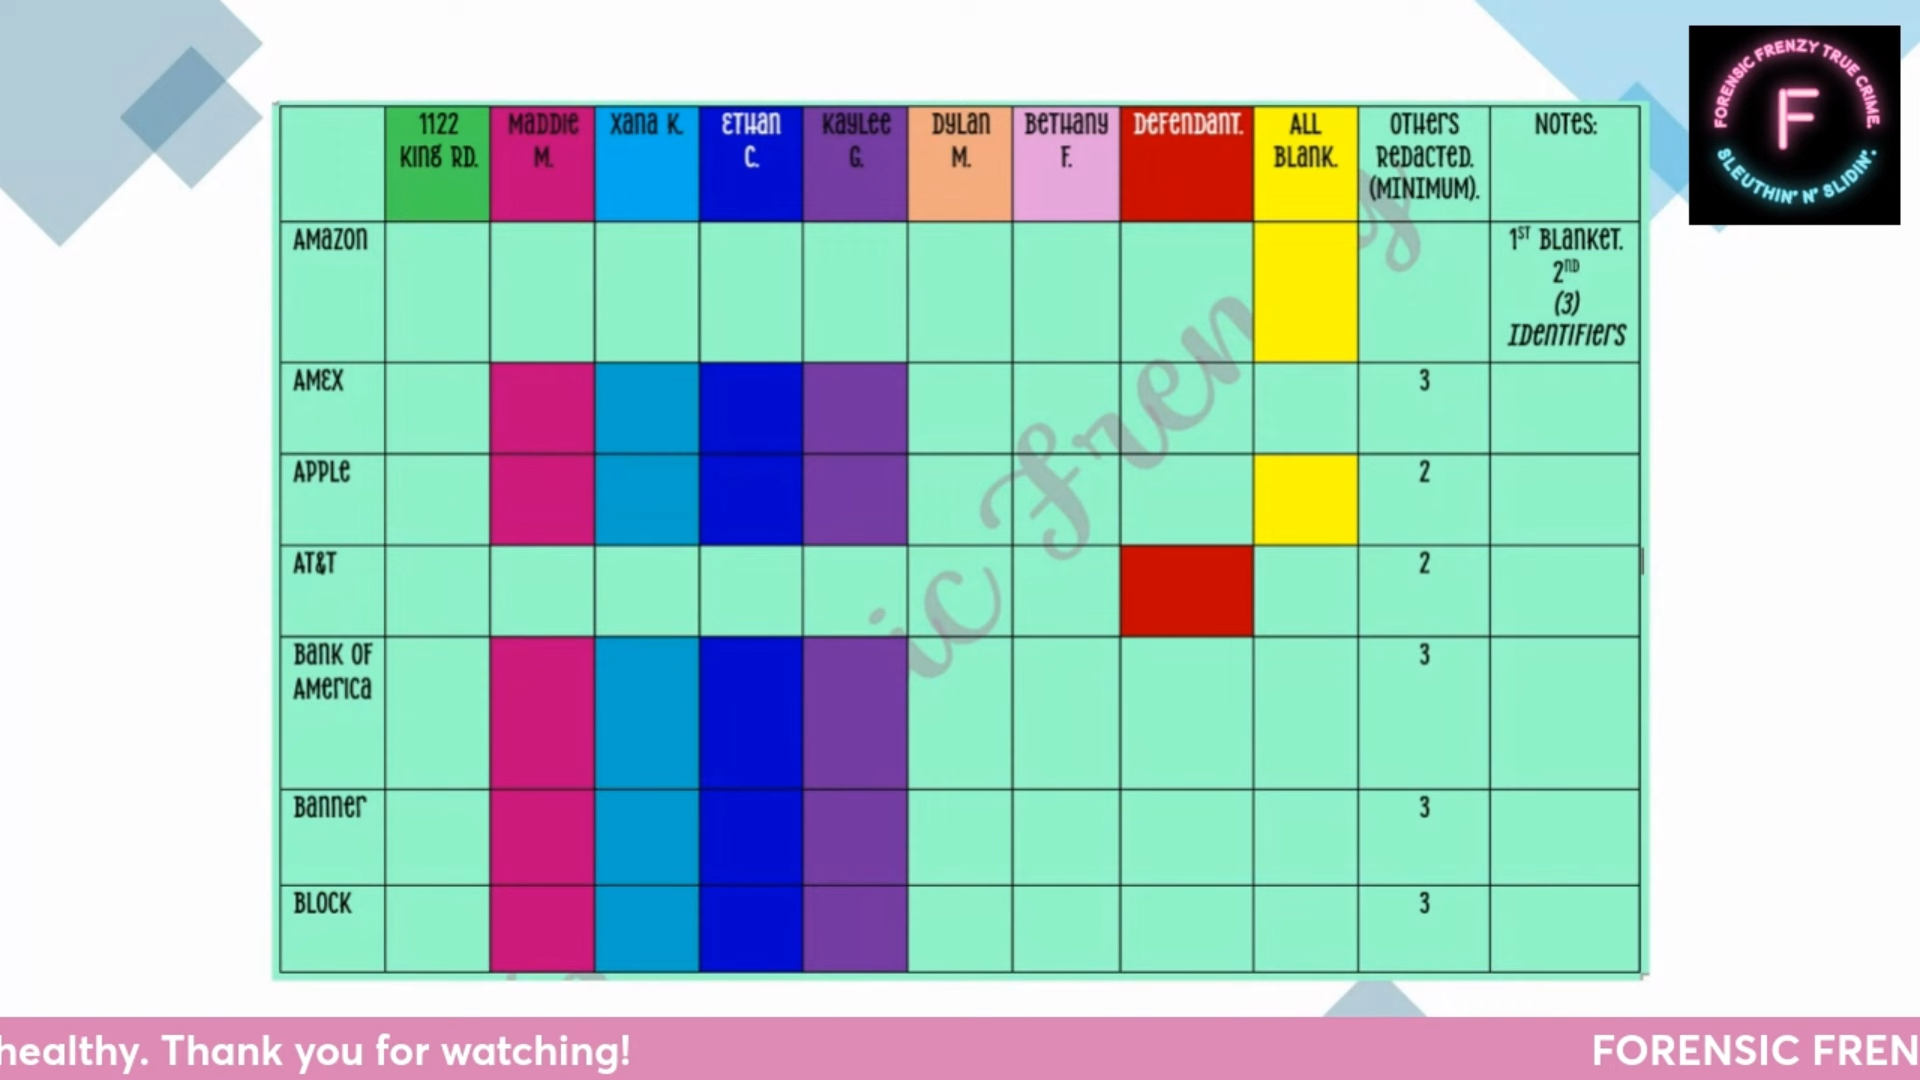 FORENSIC FRENZY TRUE CRIME.
F
SLEUTHIN' N' SLIDIN'.
1122 KING RD.
MADDIE M.
XANA K.
ETHAN C.
KAYLEE G.
DYLAN M.
BETHANY F.
DEFENDANT.
ALL BLANK.
OTHERS REDACTED. (MINIMUM).
NOTES:
AMAZON
1ST BLANKET.
2ND
(3)
IDENTIFIERS
AMEX 3
APPLE 2
AT&T 2
BANK OF AMERICA 3
BANNER 3
BLOCK 3
ic Frenzy
healthy. Thank you for watching!
FORENSIC FREN